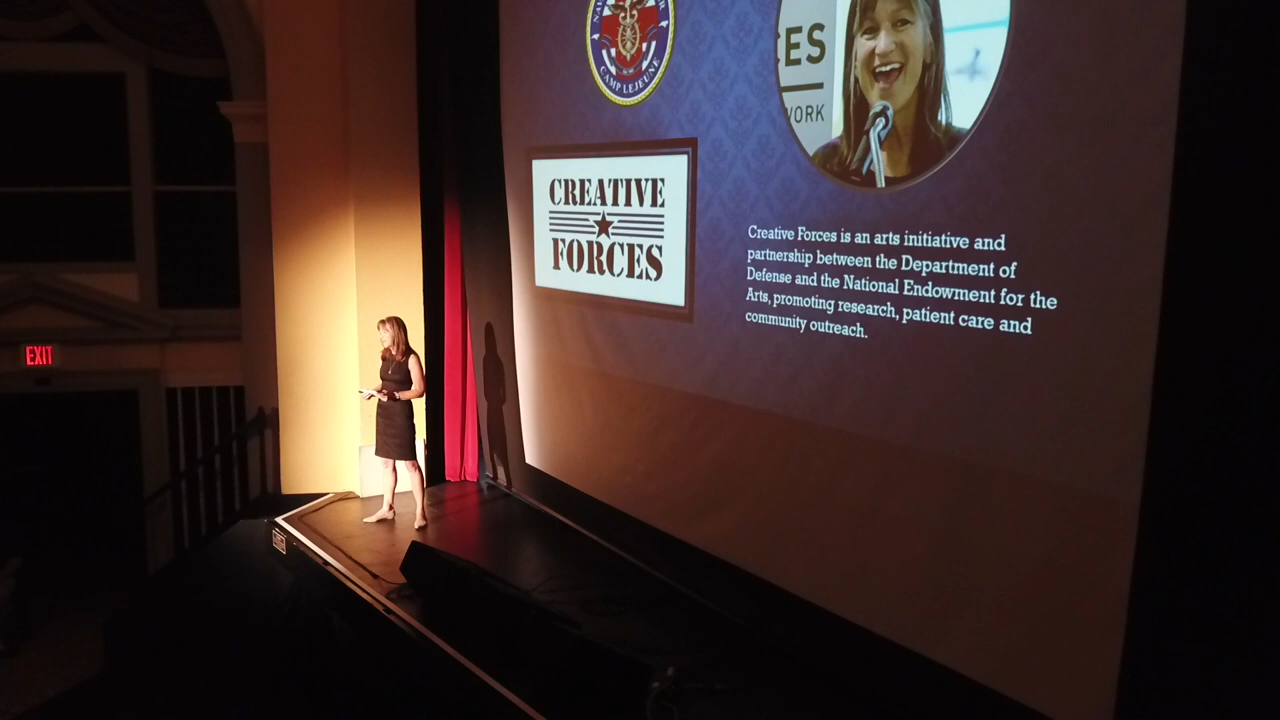 CAMP LEJEUNE
CES
WORK
CREATIVE
FORCES
Creative Forces is an arts initiative and
partnership between the Department of
Defense and the National Endowment for the
Arts, promoting research, patient care and
community outreach.
EXIT